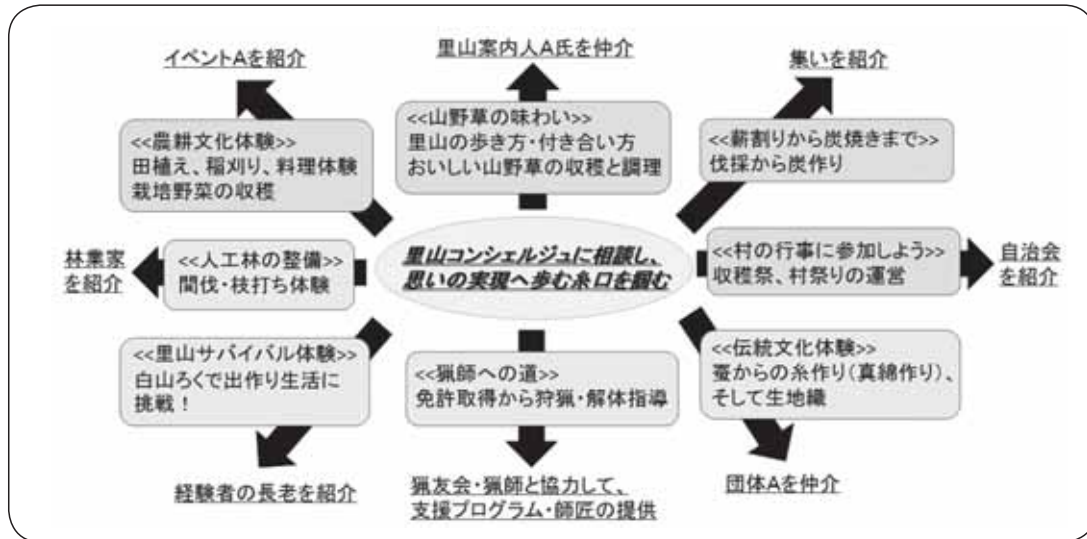 イベントAを紹介
里山案内人A氏を仲介
集いを紹介
<<農耕文化体験>>
田植え、稲刈り、料理体験
栽培野菜の収穫
<<山野草の味わい>>
里山の歩き方・付き合い方
おいしい山野草の収穫と調理
<<薪割りから炭焼きまで>>
伐採から炭作り
林業家
を紹介
<<人工林の整備>>
間伐・枝打ち体験
里山コンシェルジュに相談し、
思いの実現へ歩む糸口を掴む
<<村の行事に参加しよう>>
収穫祭、村祭りの運営
自治会
を紹介
<<里山サバイバル体験>>
白山ろくで出作り生活に
挑戦！
<<猟師への道>>
免許取得から狩猟・解体指導
<<伝統文化体験>>
蚕からの糸作り(真綿作り)、
そして生地織
経験者の長老を紹介
猟友会・猟師と協力して、
支援プログラム・師匠の提供
団体Aを仲介